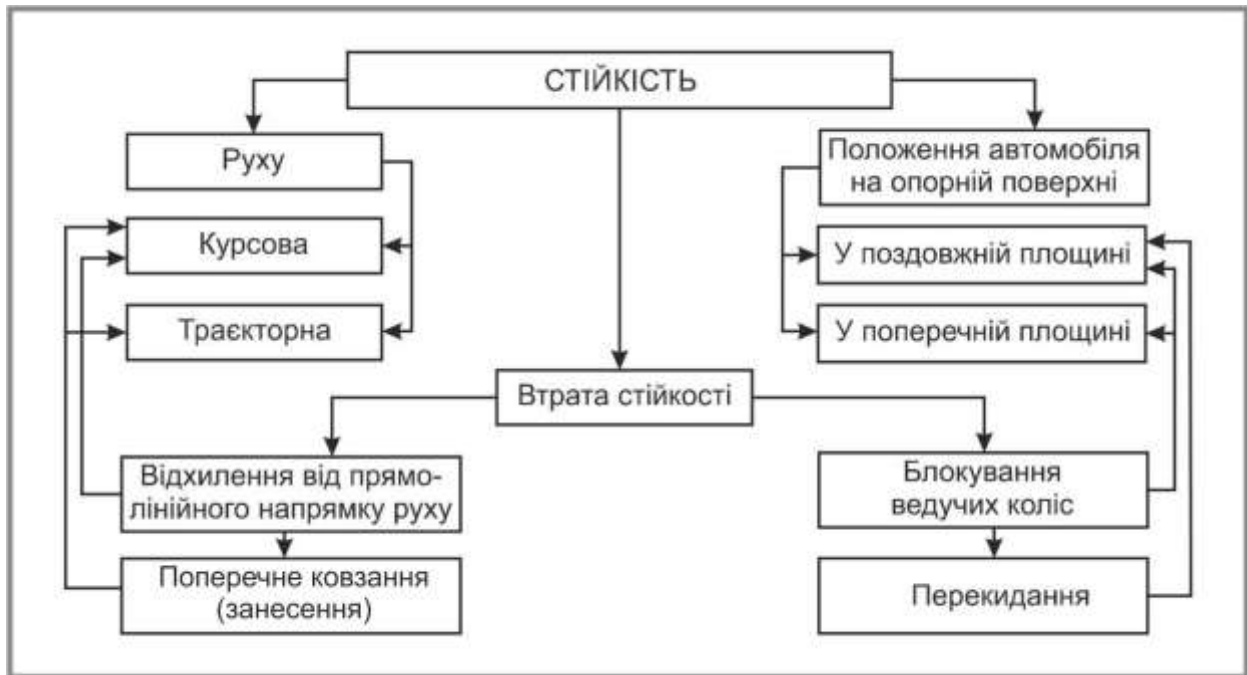 СТІЙКІСТЬ
Руху
Положення автомобіля
на опорній поверхні
Курсова
У поздовжній площині
Траєкторна
У поперечній площині
Втрата стійкості
Відхилення від прямо-
лінійного напрямку руху
Блокування
ведучих коліс
Поперечне ковзання
(занесення)
Перекидання